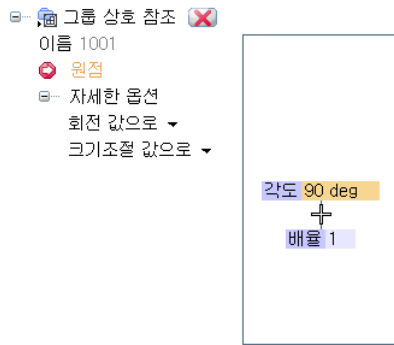 그룹 상호 참조
이름 1001
원점
자세한 옵션
회전 값으로
크기조절 값으로
각도 90 deg
배율 1